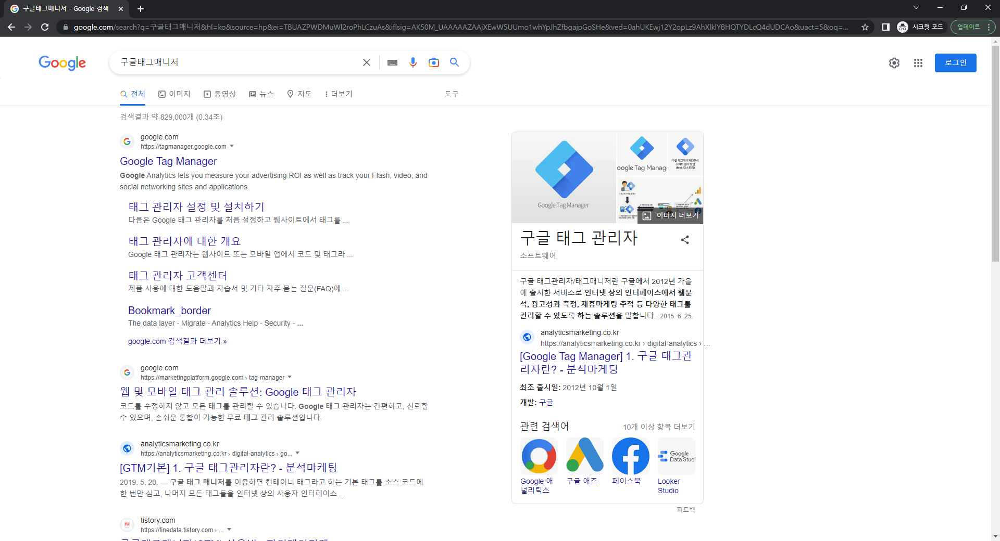 구글태그매니저 - Google 검색
google.com/search?q=구글태그매니저&hl=ko&source=hp&ei=TBUAZPWDMuWl2roPhLCzuAs&iflsig=AK50M_UAAAAAZAAjXEwW5UUmo1whYpJhZfbgajpGoSHe&ved=0ahUKEwj12Y2opLz9AhXlklYBHQTYDLcQ4dUDCAo&uact=5&oq=...
시크릿 모드
업데이트
Google
구글태그매니저
로그인
전체 이미지 동영상 뉴스 지도 더보기 도구
검색결과 약 829,000개 (0.34초)
google.com
https://tagmanager.google.com
Google Tag Manager
Google Analytics lets you measure your advertising ROI as well as track your Flash, video, and
social networking sites and applications.
태그 관리자 설정 및 설치하기
다음은 Google 태그 관리자를 처음 설정하고 웹사이트에서 태그를 ...
태그 관리자에 대한 개요
Google 태그 관리자는 웹사이트 또는 모바일 앱에서 코드 및 태그라 ...
태그 관리자 고객센터
제품 사용에 대한 도움말과 자습서 및 기타 자주 묻는 질문(FAQ)에 ...
Bookmark_border
The data layer - Migrate - Analytics Help - Security - ...
google.com 검색결과 더보기 »
google.com
https://marketingplatform.google.com › tag-manager
웹 및 모바일 태그 관리 솔루션: Google 태그 관리자
코드를 수정하지 않고 모든 태그를 관리할 수 있습니다. Google 태그 관리자는 간편하고, 신뢰할
수 있으며, 손쉬운 통합이 가능한 무료 태그 관리 솔루션입니다.
analyticsmarketing.co.kr
https://analyticsmarketing.co.kr › digital-analytics › go...
[GTM기본] 1. 구글 태그관리자란? - 분석마케팅
2019. 5. 20. — 구글 태그 매니저를 이용하면 컨테이너 태그라고 하는 기본 태그를 소스 코드에
한 번만 심고, 나머지 모든 태그들을 인터넷 상의 사용자 인터페이스 ...
tistory.com
https://finedata.tistory.com › ...
Google Tag Manager
oogle Tag Manage
구글 태그매니저(GTM)
사이트 설치 방법
(feat. 티스토리)
이미지 더보기
구글 태그 관리자
소프트웨어
구글 태그관리자/태그매니저란 구글에서 2012년 가을
에 출시한 서비스로 인터넷 상의 인터페이스에서 웹분
석, 광고성과 측정, 제휴마케팅 추적 등 다양한 태그를
관리할 수 있도록 하는 솔루션을 말합니다. 2015. 6. 25.
analyticsmarketing.co.kr
https://analyticsmarketing.co.kr › digital-analytics › ...
[Google Tag Manager] 1. 구글 태그관
리자란? - 분석마케팅
최초 출시일: 2012년 10월 1일
개발: 구글
관련 검색어 10개 이상 항목 더보기
Google
Data Studi
Google 애
널리틱스
구글 애즈
페이스북
Looker
Studio
피드백